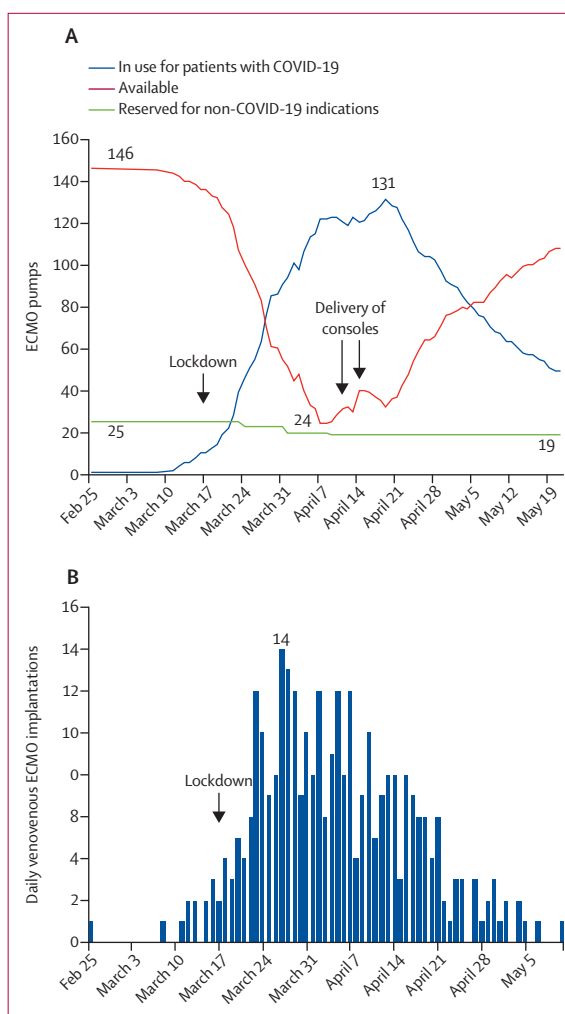 A
In use for patients with COVID-19
Available
Reserved for non-COVID-19 indications
160
140
120
100
80
60
40
20
0
ECMO pumps
146
131
Delivery of
consoles
Lockdown
25
24
19
Feb 25
March 3
March 10
March 17
March 24
March 31
April 7
April 14
April 21
April 28
May 5
May 12
May 19
B
16
14
12
10
0
8
4
2
0
Daily venovenous ECMO implantations
14
Lockdown
Feb 25
March 3
March 10
March 17
March 24
March 31
April 7
April 14
April 21
April 28
May 5